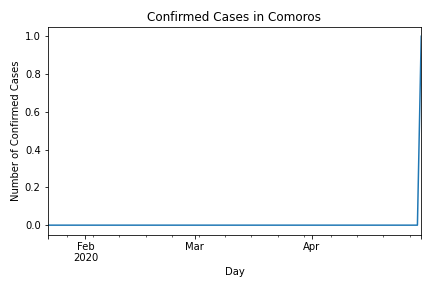 Confirmed Cases in Comoros
Number of Confirmed Cases
1.0
0.8
0.6
0.4
0.2
0.0
Feb
2020
Mar
Apr
Day